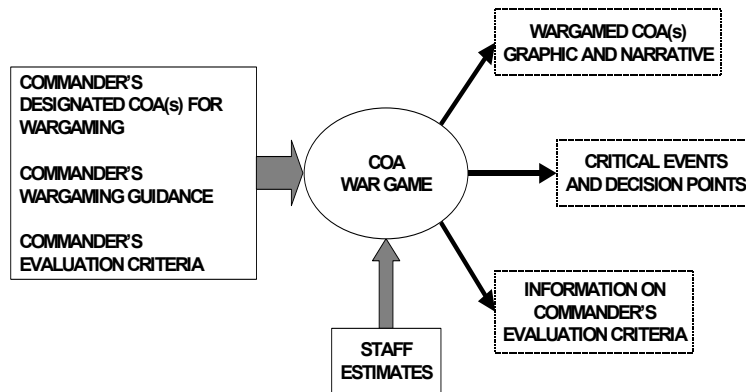 COMMANDER'S
DESIGNATED COA(s) FOR
WARGAMING
COMMANDER'S
WARGAMING GUIDANCE
COMMANDER'S
EVALUATION CRITERIA
COA
WAR GAME
STAFF
ESTIMATES
WARGAMED COA(s)
GRAPHIC AND NARRATIVE
CRITICAL EVENTS
AND DECISION POINTS
INFORMATION ON
COMMANDER'S
EVALUATION CRITERIA